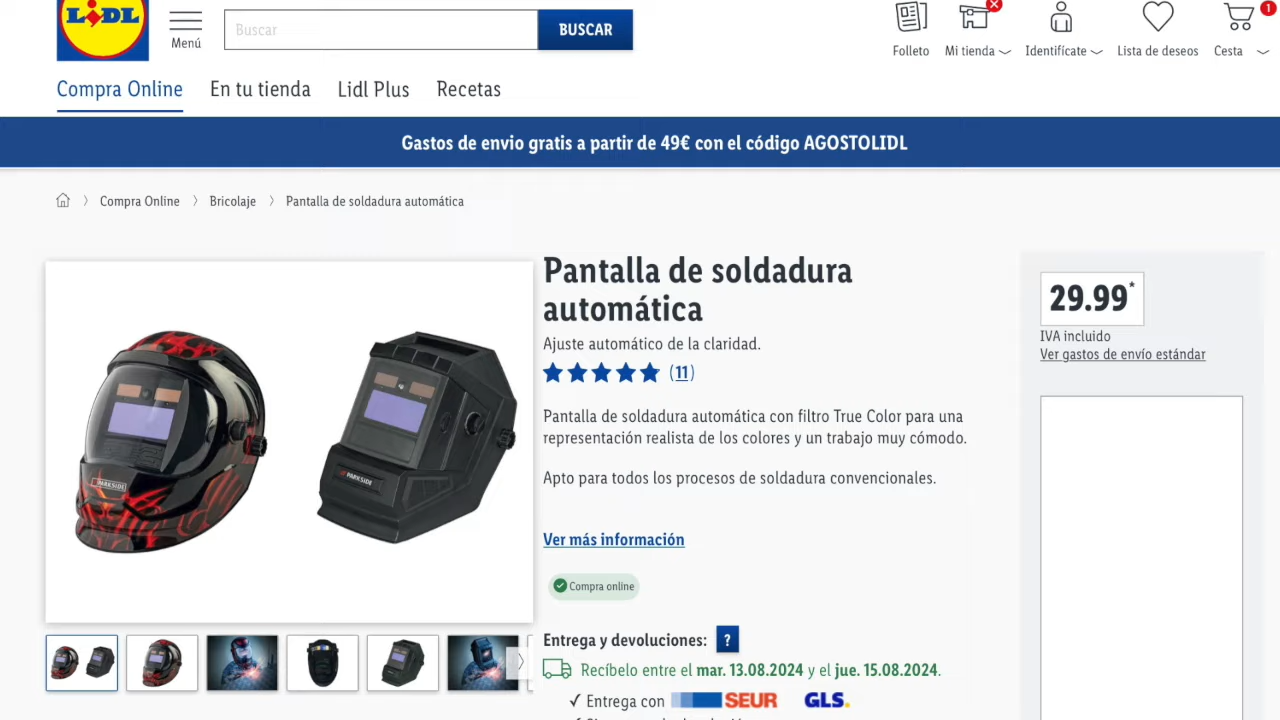 LIDL
Menú
Buscar
BUSCAR
Folleto
Mi tienda
Identifícate
Lista de deseos
1
Cesta
Compra Online
En tu tienda
Lidl Plus
Recetas
Gastos de envio gratis a partir de 49€ con el código AGOSTOLIDL
Compra Online
Bricolaje
Pantalla de soldadura automática
PARKSIDE
PARKSIDE
Pantalla de soldadura
automática
Ajuste automático de la claridad.
(11)
Pantalla de soldadura automática con filtro True Color para una
representación realista de los colores y un trabajo muy cómodo.
Apto para todos los procesos de soldadura convencionales.
Ver más información
Compra online
Entrega y devoluciones: ?
Recíbelo entre el mar. 13.08.2024 y el jue. 15.08.2024.
✓ Entrega con SEUR GLS.
29.99*
IVA incluido
Ver gastos de envío estándar